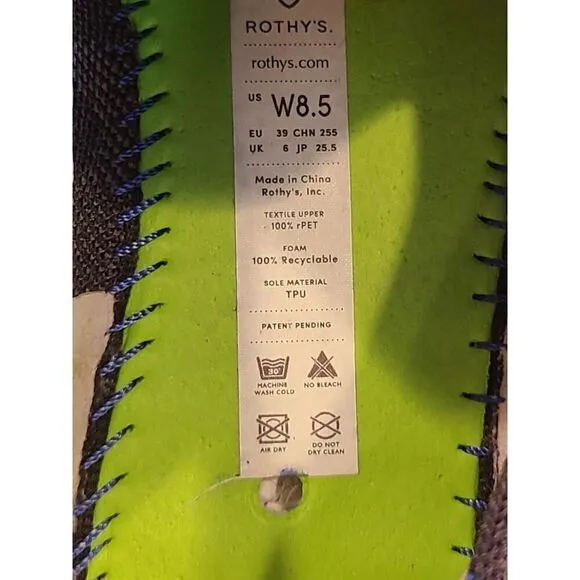 ROTHY'S.
rothys.com
US W8.5
EU 39 CHN 255
UK 6 JP 25.5
Made in China
Rothy's, Inc.
TEXTILE UPPER
100% rPET
FOAM
100% Recyclable
SOLE MATERIAL
TPU
PATENT PENDING
30°
MACHINE WASH COLD
NO BLEACH
AIR DRY
DO NOT DRY CLEAN